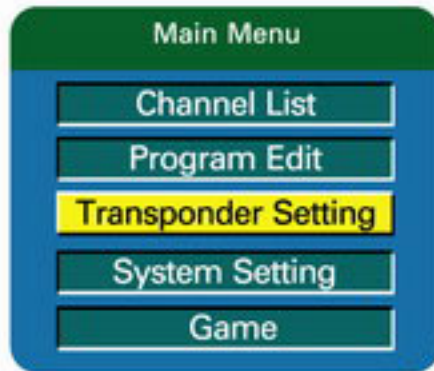 Main Menu
Channel List
Program Edit
Transponder Setting
System Setting
Game